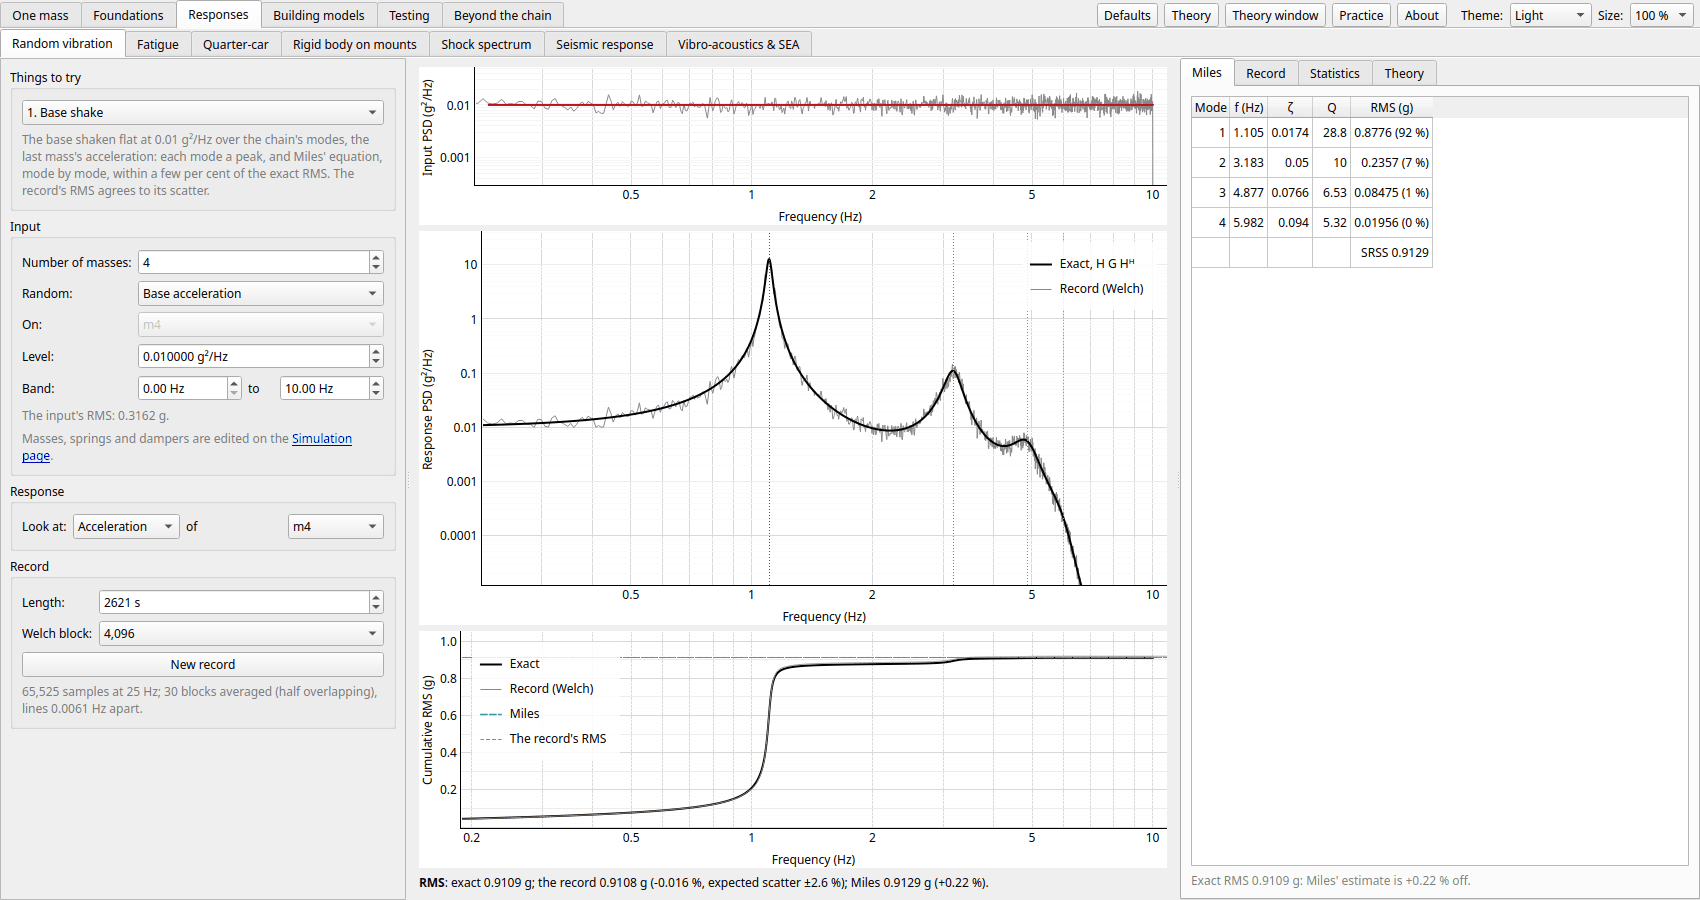 One mass
Foundations
Responses
Building models
Testing
Beyond the chain
Defaults
Theory
Theory window
Practice
About
Theme:
Light
Size:
100 %
Random vibration
Fatigue
Quarter-car
Rigid body on mounts
Shock spectrum
Seismic response
Vibro-acoustics & SEA
Things to try
1. Base shake
The base shaken flat at 0.01 g²/Hz over the chain's modes, the
last mass's acceleration: each mode a peak, and Miles' equation,
mode by mode, within a few per cent of the exact RMS. The
record's RMS agrees to its scatter.
Input
Number of masses: 4
Random: Base acceleration
On: m4
Level: 0.010000 g²/Hz
Band: 0.00 Hz to 10.00 Hz
The input's RMS: 0.3162 g.
Masses, springs and dampers are edited on the Simulation
page.
Response
Look at: Acceleration of m4
Record
Length: 2621 s
Welch block: 4,096
New record
65,525 samples at 25 Hz; 30 blocks averaged (half overlapping),
lines 0.0061 Hz apart.
Input PSD (g²/Hz)
0.01
0.001
0.5 1 2 5 10
Frequency (Hz)
Response PSD (g²/Hz)
10
1
0.1
0.01
0.001
0.0001
Exact, H G Hᴴ
Record (Welch)
0.5 1 2 5 10
Frequency (Hz)
Cumulative RMS (g)
1.0
0.8
0.6
0.4
0.2
Exact
Record (Welch)
Miles
The record's RMS
0.2 0.5 1 2 5 10
Frequency (Hz)
RMS: exact 0.9109 g; the record 0.9108 g (-0.016 %, expected scatter ±2.6 %); Miles 0.9129 g (+0.22 %).
Miles
Record
Statistics
Theory
Mode f (Hz) ζ Q RMS (g)
1 1.105 0.0174 28.8 0.8776 (92 %)
2 3.183 0.05 10 0.2357 (7 %)
3 4.877 0.0766 6.53 0.08475 (1 %)
4 5.982 0.094 5.32 0.01956 (0 %)
SRSS 0.9129
Exact RMS 0.9109 g: Miles' estimate is +0.22 % off.